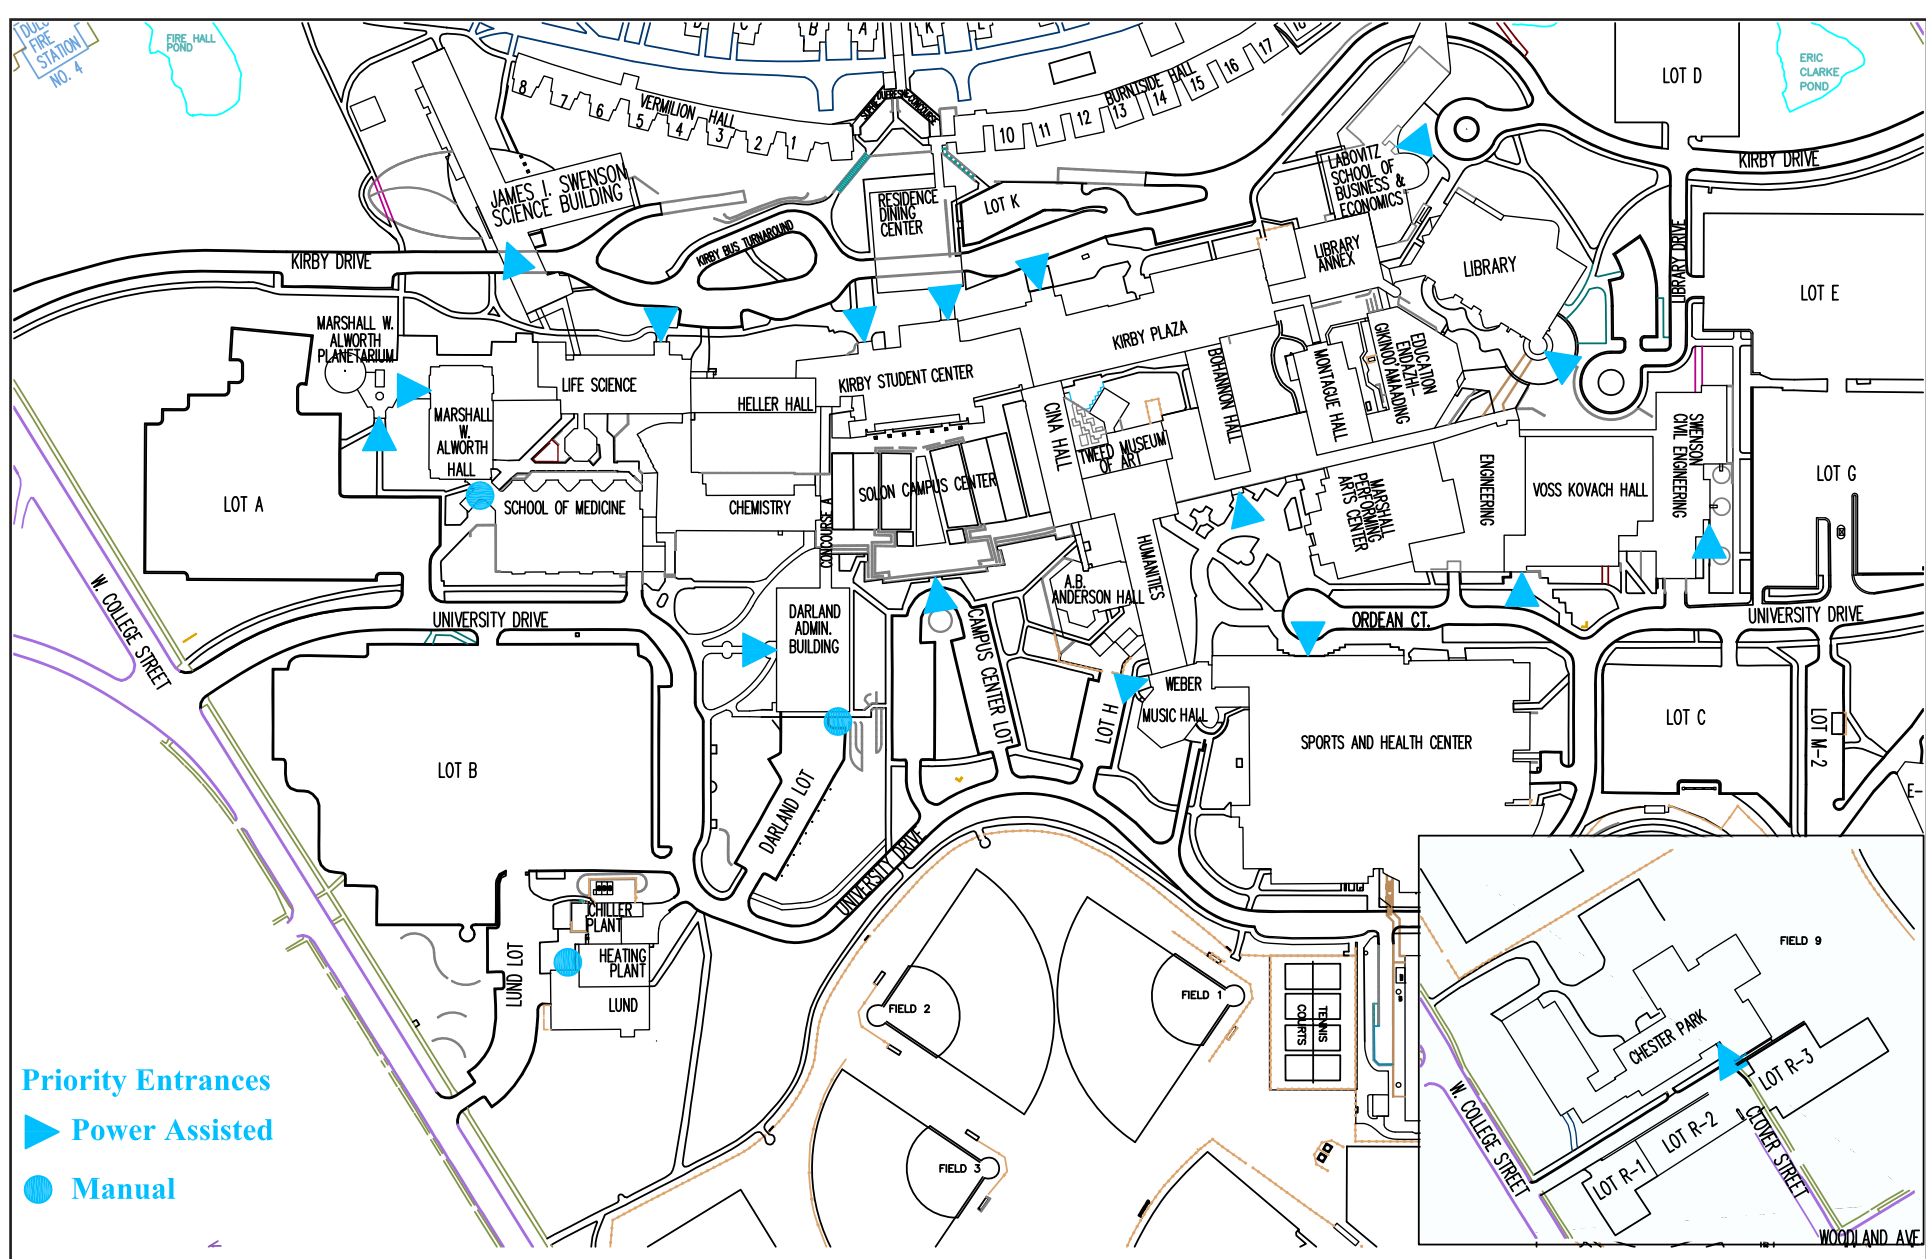 FIRE
STATION
NO. 4
FIRE HALL
POND
B
A
K
L
17
16
15
14
13
12
11
10
BURNSIDE HALL
8
7
6
5
4
3
2
1
VERMILION HALL
LOT D
ERIC
CLARKE
POND
KIRBY DRIVE
JAMES I. SWENSON
SCIENCE BUILDING
RESIDENCE
DINING
CENTER
LOT K
LABOVITZ
SCHOOL OF
BUSINESS &
ECONOMICS
KIRBY BUS TURNAROUND
KIRBY DRIVE
LIBRARY
ANNEX
LIBRARY
LIBRARY DRIVE
LOT E
MARSHALL W.
ALWORTH
PLANETARIUM
LIFE SCIENCE
HELLER HALL
KIRBY STUDENT CENTER
KIRBY PLAZA
BOHANNON HALL
MONTAGUE HALL
EDUCATION
ENDAZHI-
GIKINOO'AMAADING
MARSHALL
W.
ALWORTH
HALL
CINA HALL
TWEED MUSEUM
OF ART
SWENSON
CIVIL ENGINEERING
LOT A
SCHOOL OF MEDICINE
CHEMISTRY
CONCOURSE A
SOLON CAMPUS CENTER
MARSHALL
PERFORMING
ARTS CENTER
ENGINEERING
VOSS KOVACH HALL
LOT G
HUMANITIES
A.B.
ANDERSON HALL
W. COLLEGE STREET
UNIVERSITY DRIVE
DARLAND
ADMIN.
BUILDING
CAMPUS CENTER LOT
ORDEAN CT.
UNIVERSITY DRIVE
WEBER
MUSIC HALL
H LOT
SPORTS AND HEALTH CENTER
LOT C
LOT M-2
E-
LOT B
DARLAND LOT
UNIVERSITY DRIVE
CHILLER
PLANT
HEATING
PLANT
LUND
LUND LOT
FIELD 2
FIELD 1
TENNIS
COURTS
FIELD 3
FIELD 9
CHESTER PARK
LOT R-3
LOT R-2
LOT R-1
W. COLLEGE STREET
CLOVER STREET
WOODLAND AVE
Priority Entrances
Power Assisted
Manual